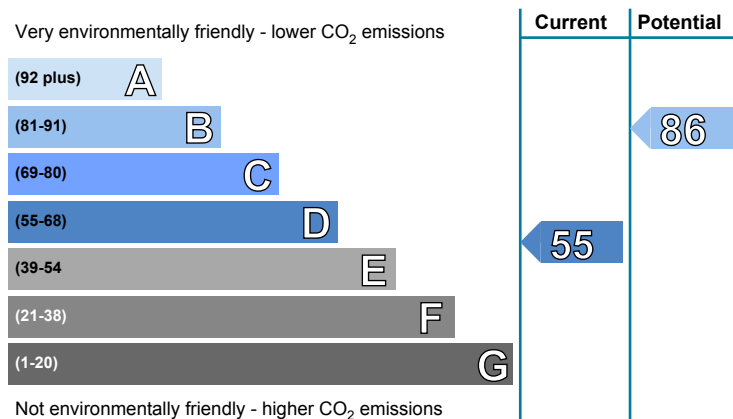 Very environmentally friendly - lower CO2 emissions
Current
Potential
(92 plus) A
(81-91) B
86
(69-80) C
(55-68) D
55
(39-54 E
(21-38) F
(1-20) G
Not environmentally friendly - higher CO2 emissions